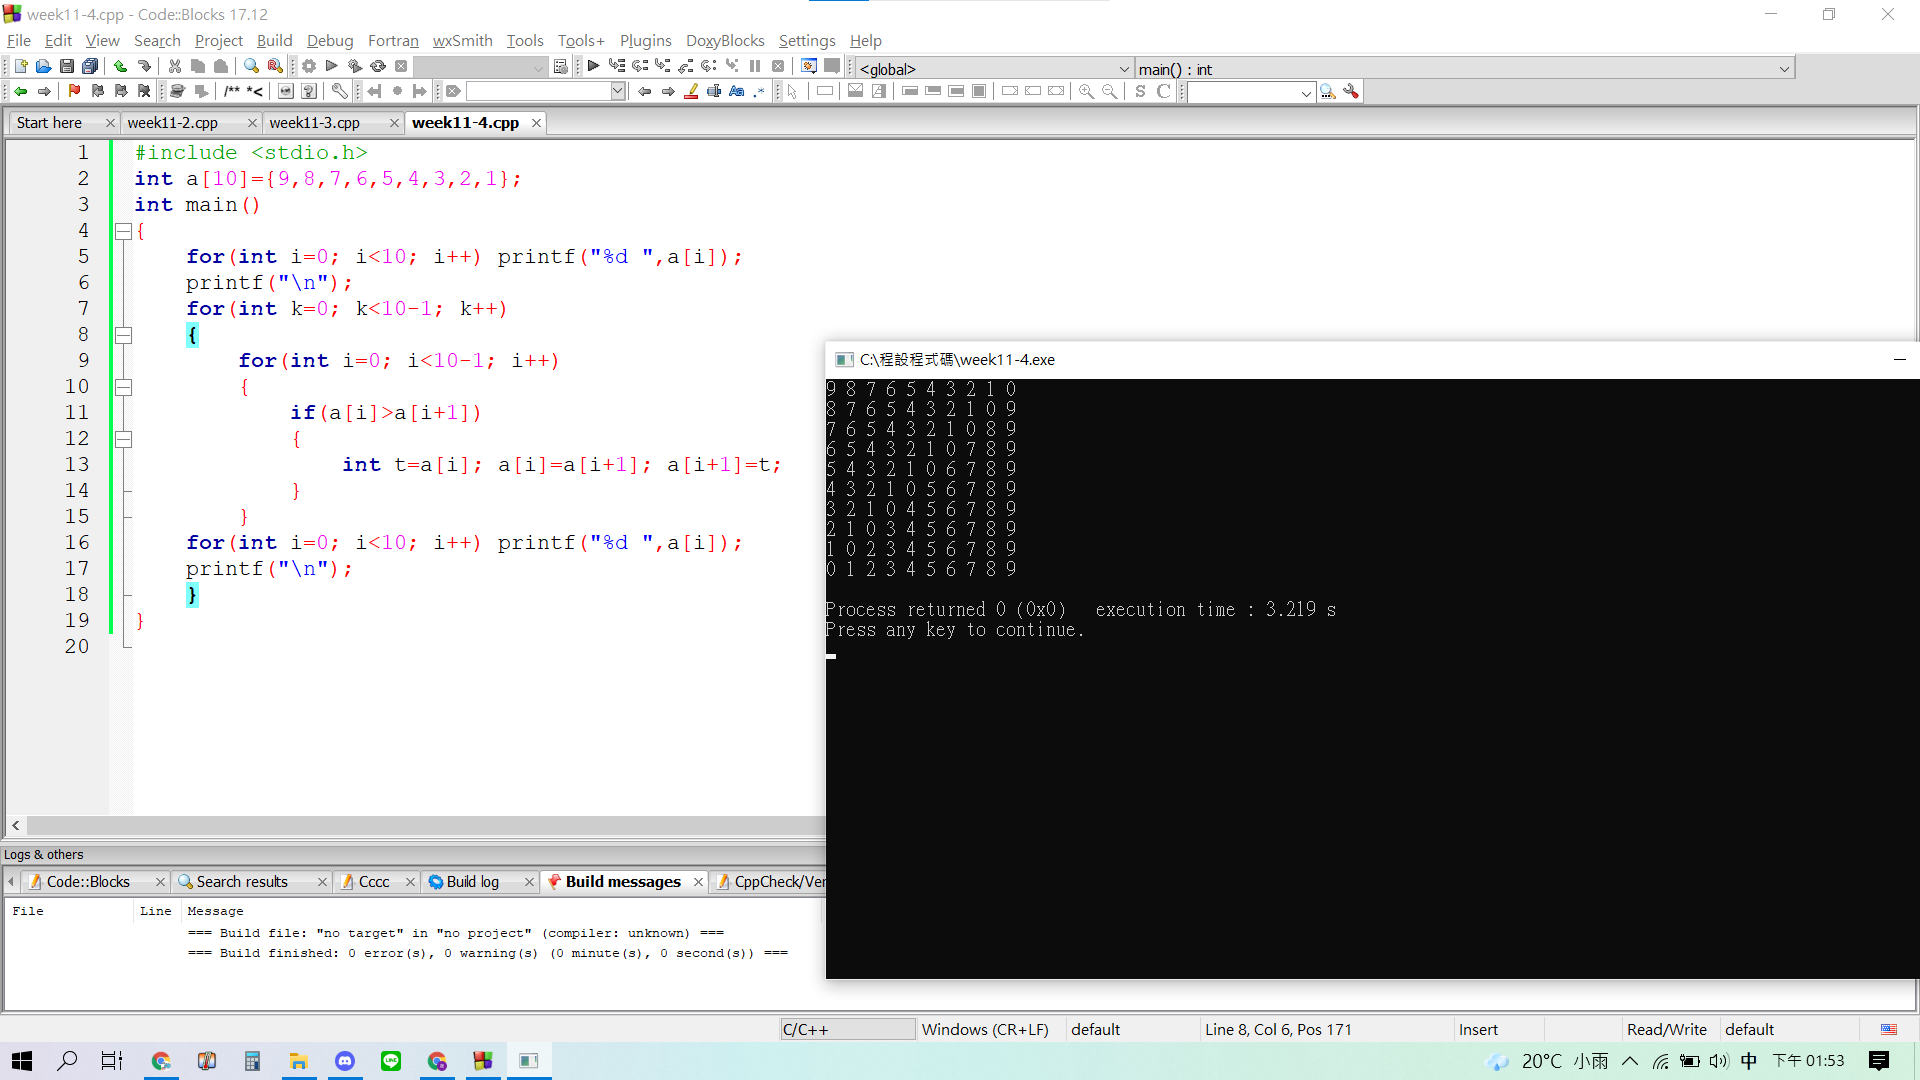 week11-4.cpp - Code::Blocks 17.12
File Edit View Search Project Build Debug Fortran wxSmith Tools Tools+ Plugins DoxyBlocks Settings Help
<global> main() : int
/** *<
S C
Start here week11-2.cpp week11-3.cpp week11-4.cpp
1 #include <stdio.h>
2 int a[10]={9,8,7,6,5,4,3,2,1};
3 int main()
4 {
5 for(int i=0; i<10; i++) printf("%d ",a[i]);
6 printf("\n");
7 for(int k=0; k<10-1; k++)
8 {
9 for(int i=0; i<10-1; i++)
10 {
11 if(a[i]>a[i+1])
12 {
13 int t=a[i]; a[i]=a[i+1]; a[i+1]=t;
14 }
15 }
16 for(int i=0; i<10; i++) printf("%d ",a[i]);
17 printf("\n");
18 }
19 }
20
C:\程設程式碼\week11-4.exe
9 8 7 6 5 4 3 2 1 0
8 7 6 5 4 3 2 1 0 9
7 6 5 4 3 2 1 0 8 9
6 5 4 3 2 1 0 7 8 9
5 4 3 2 1 0 6 7 8 9
4 3 2 1 0 5 6 7 8 9
3 2 1 0 4 5 6 7 8 9
2 1 0 3 4 5 6 7 8 9
1 0 2 3 4 5 6 7 8 9
0 1 2 3 4 5 6 7 8 9
Process returned 0 (0x0) execution time : 3.219 s
Press any key to continue.
Logs & others
Code::Blocks Search results Cccc Build log Build messages CppCheck/Ver
File Line Message
=== Build file: "no target" in "no project" (compiler: unknown) ===
=== Build finished: 0 error(s), 0 warning(s) (0 minute(s), 0 second(s)) ===
C/C++ Windows (CR+LF) default Line 8, Col 6, Pos 171 Insert Read/Write default
20°C 小雨 中 下午 01:53